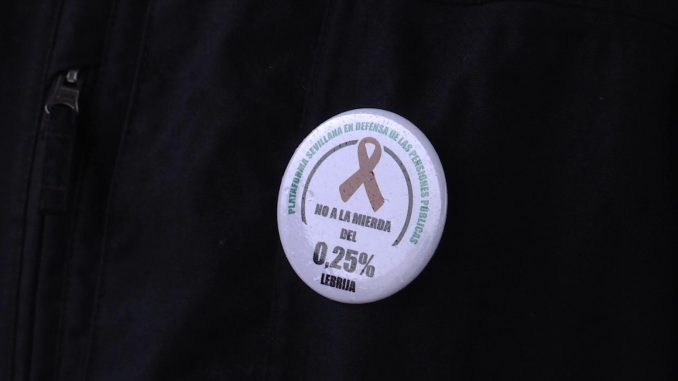 PLATAFORMA SEVILLANA EN DEFENSA DE LAS PENSIONES PÚBLICAS
NO A LA MIERDA
DEL
0,25%
LEBRIJA